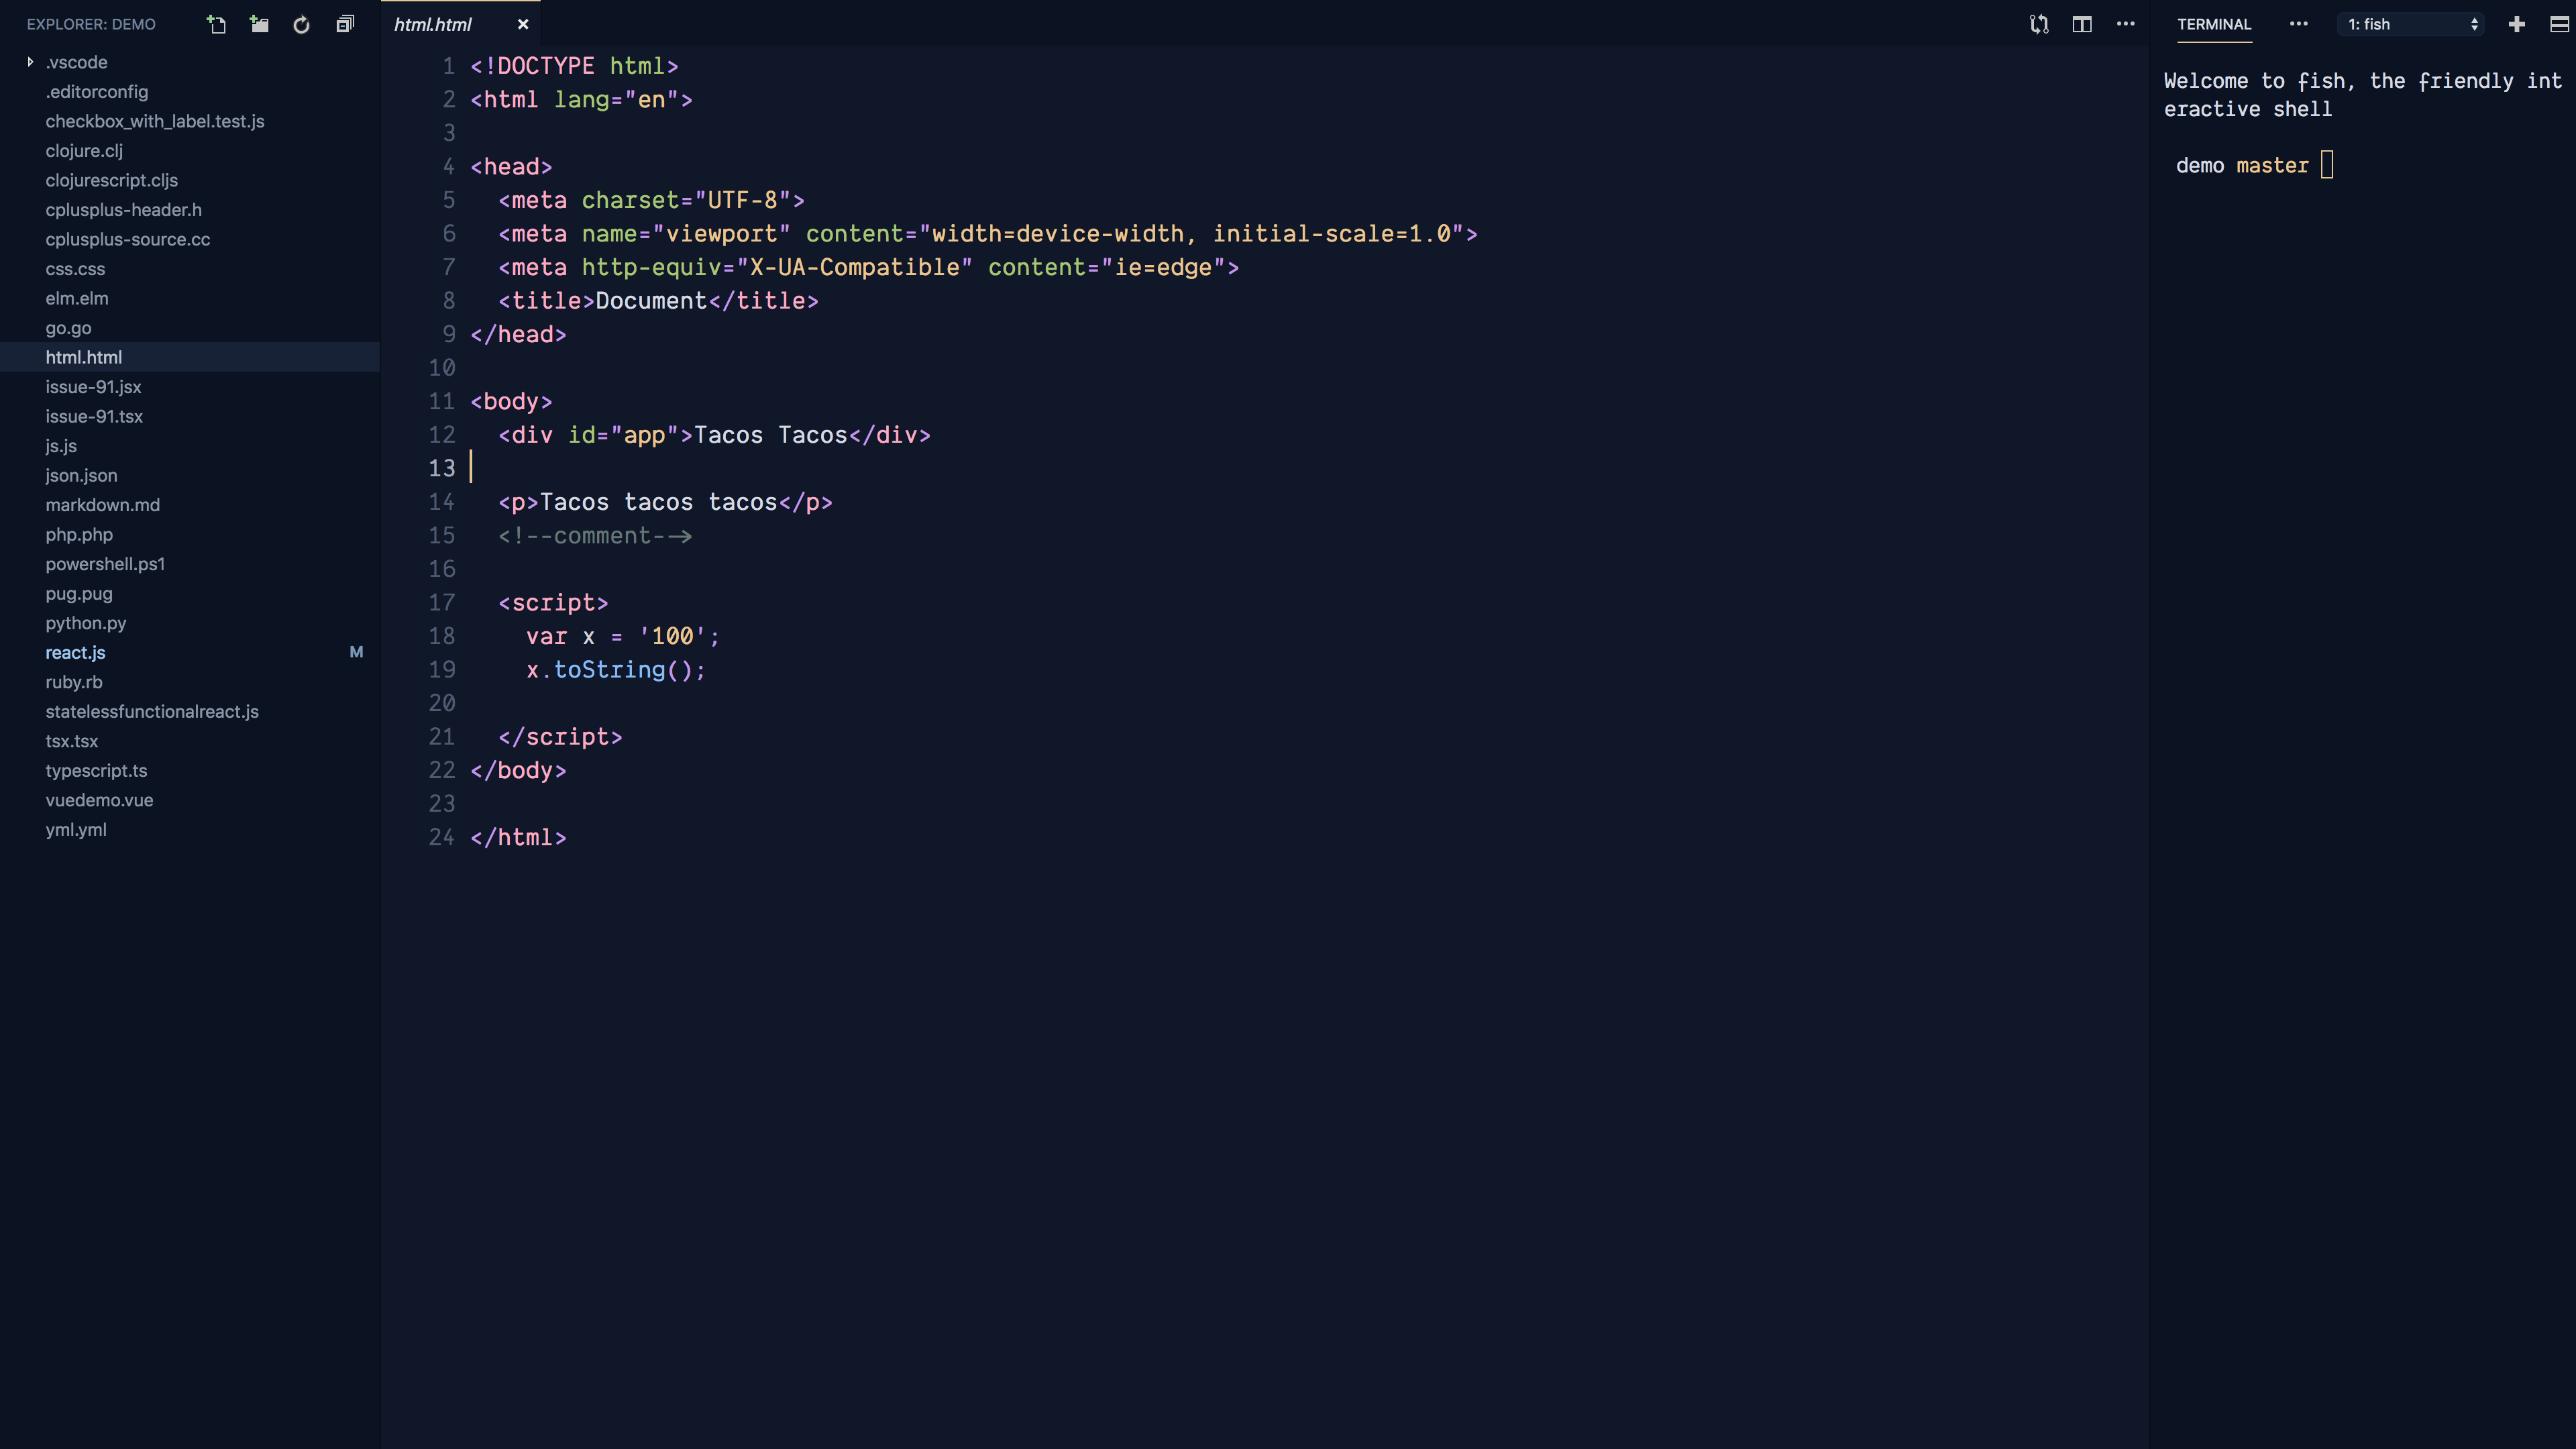 EXPLORER: DEMO
.vscode
.editorconfig
checkbox_with_label.test.js
clojure.clj
clojurescript.cljs
cplusplus-header.h
cplusplus-source.cc
css.css
elm.elm
go.go
html.html
issue-91.jsx
issue-91.tsx
js.js
json.json
markdown.md
php.php
powershell.ps1
pug.pug
python.py
react.js M
ruby.rb
statelessfunctionalreact.js
tsx.tsx
typescript.ts
vuedemo.vue
yml.yml
html.html
1 <!DOCTYPE html>
2 <html lang="en">
3
4 <head>
5   <meta charset="UTF-8">
6   <meta name="viewport" content="width=device-width, initial-scale=1.0">
7   <meta http-equiv="X-UA-Compatible" content="ie=edge">
8   <title>Document</title>
9 </head>
10
11 <body>
12   <div id="app">Tacos Tacos</div>
13
14   <p>Tacos tacos tacos</p>
15   <!--comment-->
16
17   <script>
18     var x = '100';
19     x.toString();
20
21   </script>
22 </body>
23
24 </html>
TERMINAL
1: fish
Welcome to fish, the friendly int
eractive shell
demo master